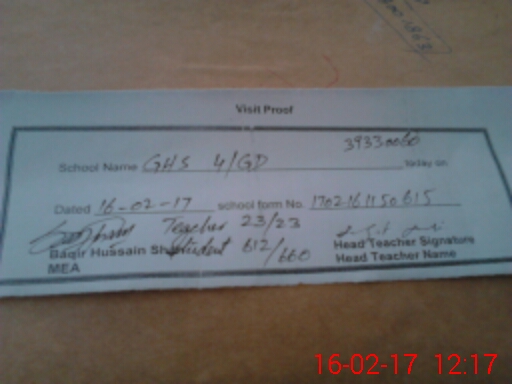 Visit Proof
39330060
School Name GHS 4/GD today on
Dated 16-02-17 school form No. 1702161150615
Teacher 23/23
Baqir Hussain Student 612/660 Head Teacher Signature
MEA Head Teacher Name
16-02-17 12:17